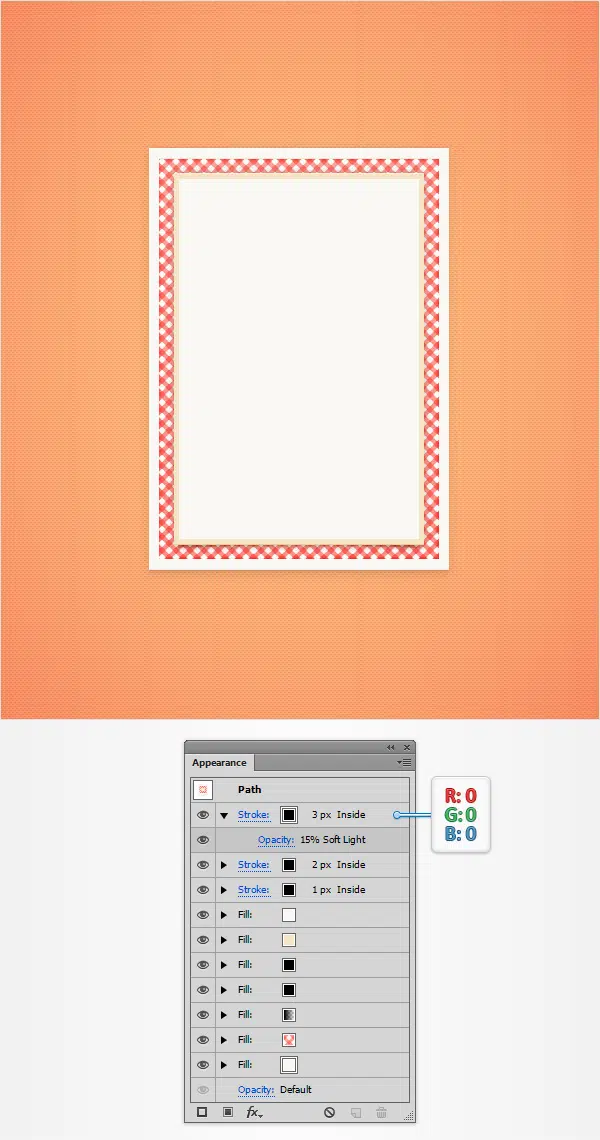 Appearance
Path
Stroke: 3 px Inside
R: 0
G: 0
B: 0
Opacity: 15% Soft Light
Stroke: 2 px Inside
Stroke: 1 px Inside
Fill:
Fill:
Fill:
Fill:
Fill:
Fill:
Fill:
Opacity: Default
fx